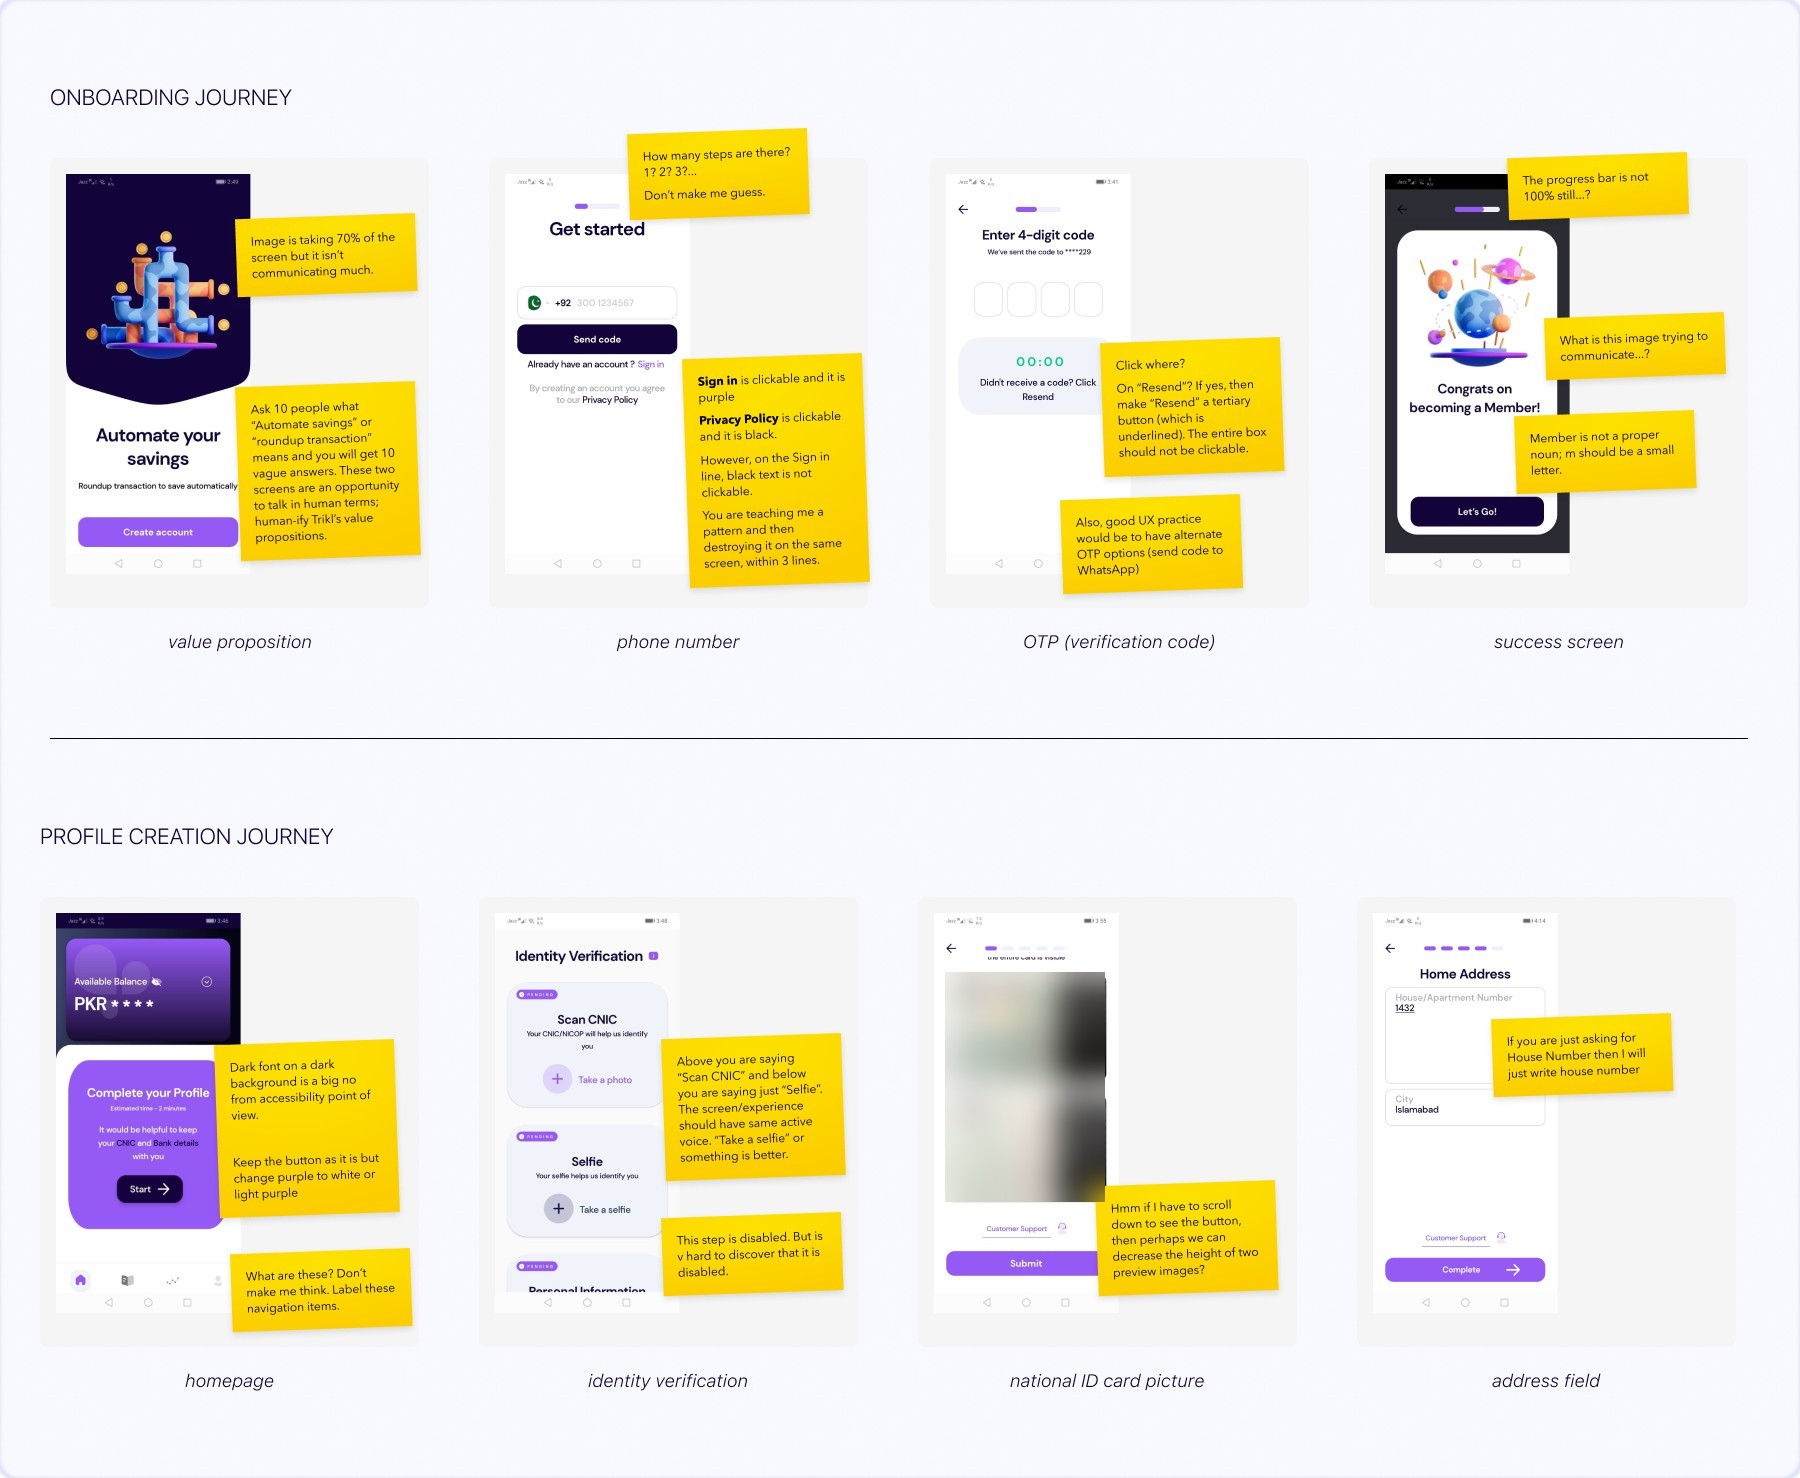 ONBOARDING JOURNEY
2:49
Image is taking 70% of the
screen but it isn't
communicating much.
Automate your
savings
Roundup transaction to save automatically
Create account
Ask 10 people what
“Automate savings” or
“roundup transaction”
means and you will get 10
vague answers. These two
screens are an opportunity
to talk in human terms;
human-ify Trikl’s value
propositions.
value proposition
How many steps are there?
1? 2? 3?...
Don’t make me guess.
Get started
+92 300 1234567
Send code
Already have an account ? Sign in
By creating an account you agree
to our Privacy Policy
Sign in is clickable and it is
purple
Privacy Policy is clickable
and it is black.
However, on the Sign in
line, black text is not
clickable.
You are teaching me a
pattern and then
destroying it on the same
screen, within 3 lines.
phone number
3:41
Enter 4-digit code
We've sent the code to ****229
00:00
Didn't receive a code? Click
Resend
Click where?
On “Resend”? If yes, then
make “Resend” a tertiary
button (which is
underlined). The entire box
should not be clickable.
Also, good UX practice
would be to have alternate
OTP options (send code to
WhatsApp)
OTP (verification code)
The progress bar is not
100% still...?
What is this image trying to
communicate...?
Congrats on
becoming a Member!
Member is not a proper
noun; m should be a small
letter.
Let's Go!
success screen
PROFILE CREATION JOURNEY
3:46
Available Balance
PKR ****
Complete your Profile
Estimated time - 2 minutes
It would be helpful to keep
your CNIC and Bank details
with you
Start
Dark font on a dark
background is a big no
from accessibility point of
view.
Keep the button as it is but
change purple to white or
light purple
What are these? Don’t
make me think. Label these
navigation items.
homepage
3:48
Identity Verification
PENDING
Scan CNIC
Your CNIC/NICOP will help us identify
you
Take a photo
PENDING
Selfie
Your selfie helps us identify you
Take a selfie
PENDING
Personal Information
Above you are saying
“Scan CNIC” and below
you are saying just “Selfie”.
The screen/experience
should have same active
voice. “Take a selfie” or
something is better.
This step is disabled. But is
v hard to discover that it is
disabled.
identity verification
3:55
the entire card is visible
Customer Support
Submit
Hmm if I have to scroll
down to see the button,
then perhaps we can
decrease the height of two
preview images?
national ID card picture
4:14
Home Address
House/Apartment Number
1432
City
Islamabad
If you are just asking for
House Number then I will
just write house number
Customer Support
Complete
address field